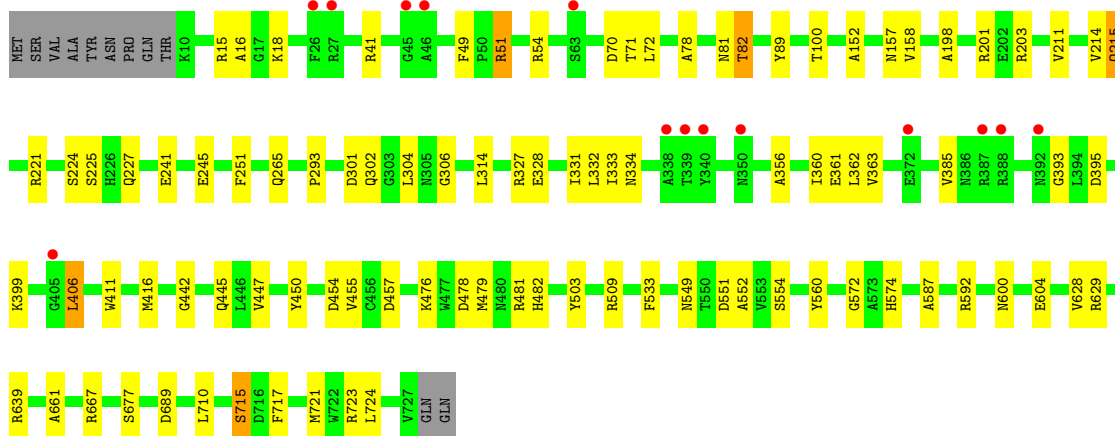 MET SER VAL ALA TYR ASN PRO GLN THR K10 R15 A16 G17 K18 F26 R27 R41 G45 A46 F49 P50 R51 R54 S63 D70 T71 L72 A78 N81 T82 Y89 T100 A152 N157 V158 A198 R201 E202 R203 V211 V214 Q215
R221 S224 S225 H226 Q227 E241 E245 F251 Q265 P293 D301 Q302 G303 L304 N305 G306 L314 R327 E328 I331 L332 I333 N334 A338 T339 Y340 N350 A356 I360 E361 L362 V363 E372 V385 N386 R387 R388 N392 G393 L394 D395
K399 G405 L406 W411 M416 G442 Q445 L446 V447 Y450 D454 V455 C456 D457 K476 W477 D478 M479 N480 R481 H482 Y503 R509 F533 N549 T550 D551 A552 V553 S554 Y560 G572 A573 H574 A587 R592 N600 E604 V628 R629
R639 A661 R667 S677 D689 L710 S715 D716 F717 M721 W722 R723 L724 V727 GLN GLN